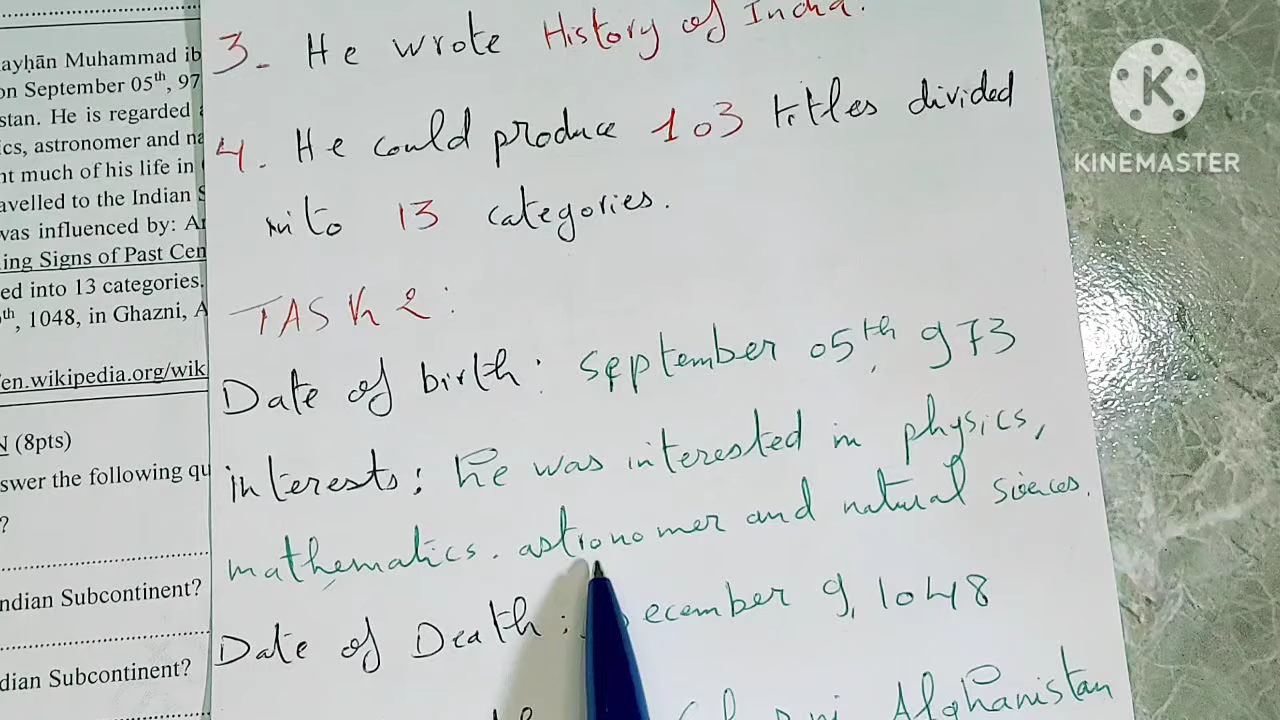 ayḥān Muhammad ib
on September 05th, 97
stan. He is regarded
ics, astronomer and na
nt much of his life in
avelled to the Indian S
was influenced by: Ar
ing Signs of Past Cen
ed into 13 categories.
th, 1048, in Ghazni, A
en.wikipedia.org/wik
N (8pts)
swer the following qu
?
ndian Subcontinent?
dian Subcontinent?
3- He wrote History of India.
4. He could produce 103 titles divided
into 13 categories.
TASK 2:
Date of birth: September 05th, 973
interests: he was interested in physics,
mathematics. astronomer and natural siences.
Date of Death: ecember 9, 1048
Afghanistan
K
KINEMASTER